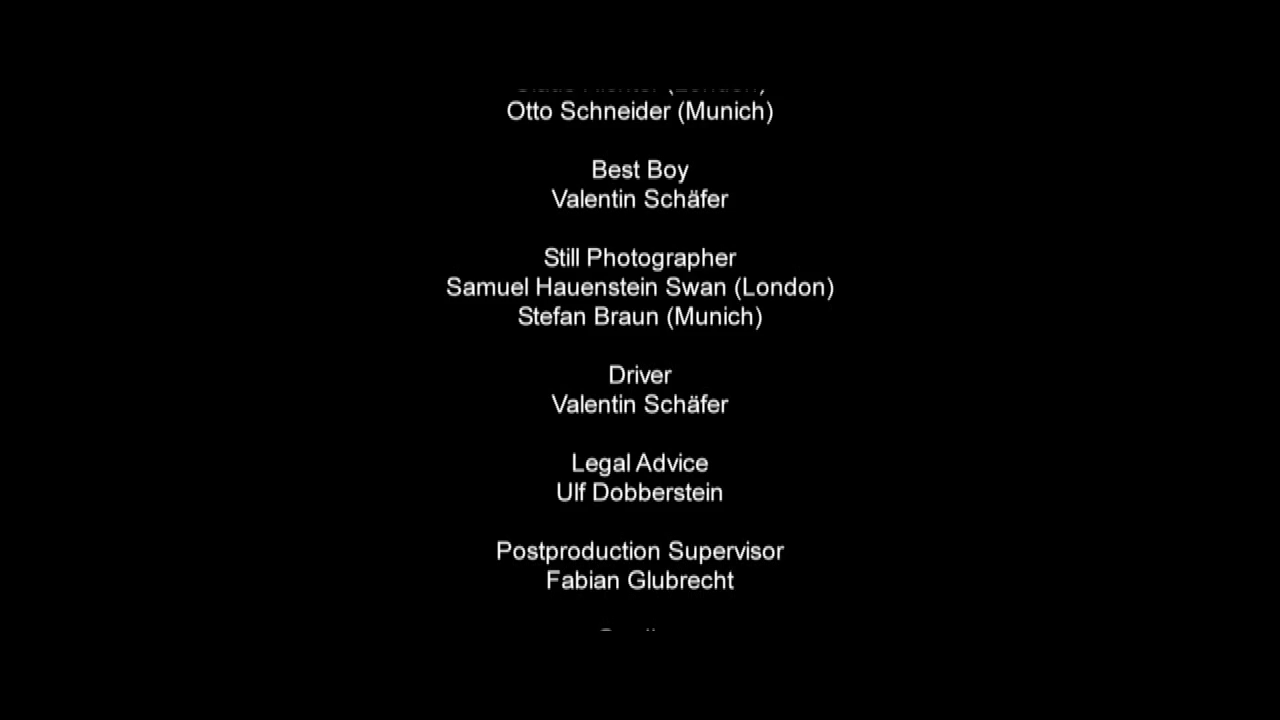 (London)
Otto Schneider (Munich)
Best Boy
Valentin Schäfer
Still Photographer
Samuel Hauenstein Swan (London)
Stefan Braun (Munich)
Driver
Valentin Schäfer
Legal Advice
Ulf Dobberstein
Postproduction Supervisor
Fabian Glubrecht